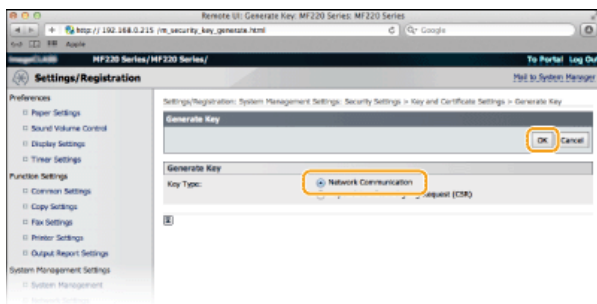 Remote UI: Generate Key: MF220 Series: MF220 Series
http://192.168.0.215/m_security_key_generate.html
Google
Apple
MF220 Series/MF220 Series/
To Portal Log Ou
Settings/Registration
Mail to System Manager
Preferences
Paper Settings
Sound Volume Control
Display Settings
Timer Settings
Function Settings
Common Settings
Copy Settings
Fax Settings
Printer Settings
Output Report Settings
System Management Settings
System Management
Network Settings
Settings/Registration: System Management Settings: Security Settings > Key and Certificate Settings > Generate Key
Generate Key
OK Cancel
Generate Key
Key Type:
Network Communication
Request (CSR)